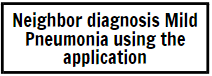 Neighbor diagnosis Mild
Pneumonia using the
application